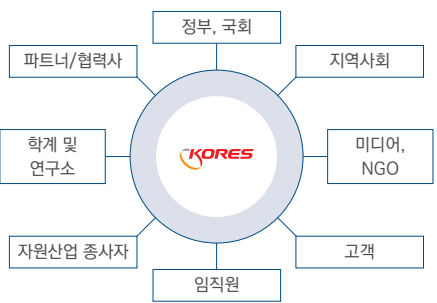 정부, 국회
파트너/협력사
지역사회
학계 및
연구소
KORES
미디어,
NGO
자원산업 종사자
고객
임직원